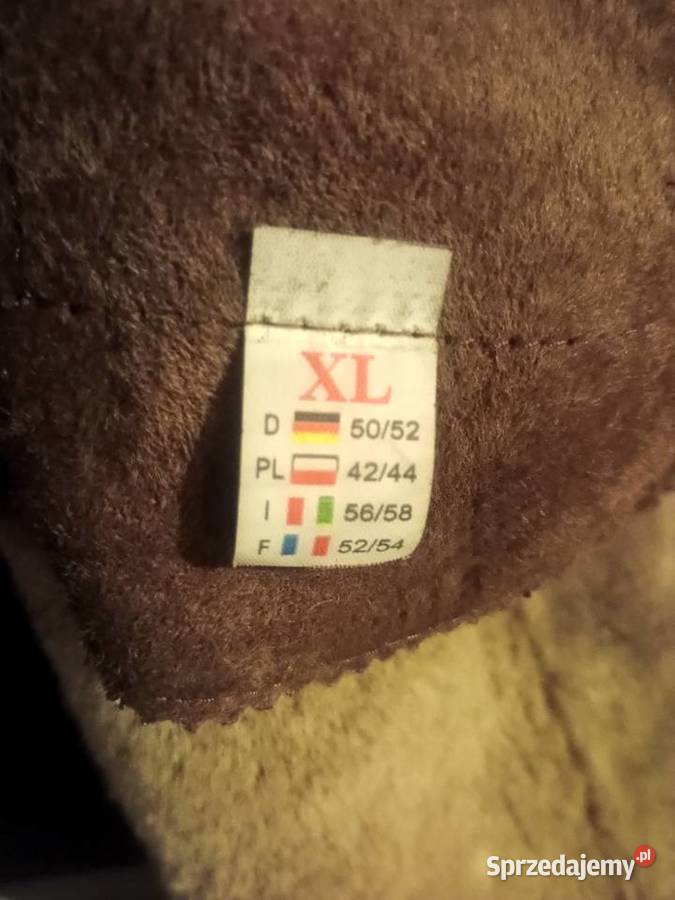 XL
D 50/52
PL 42/44
I 56/58
F 52/54
Sprzedajemy.pl